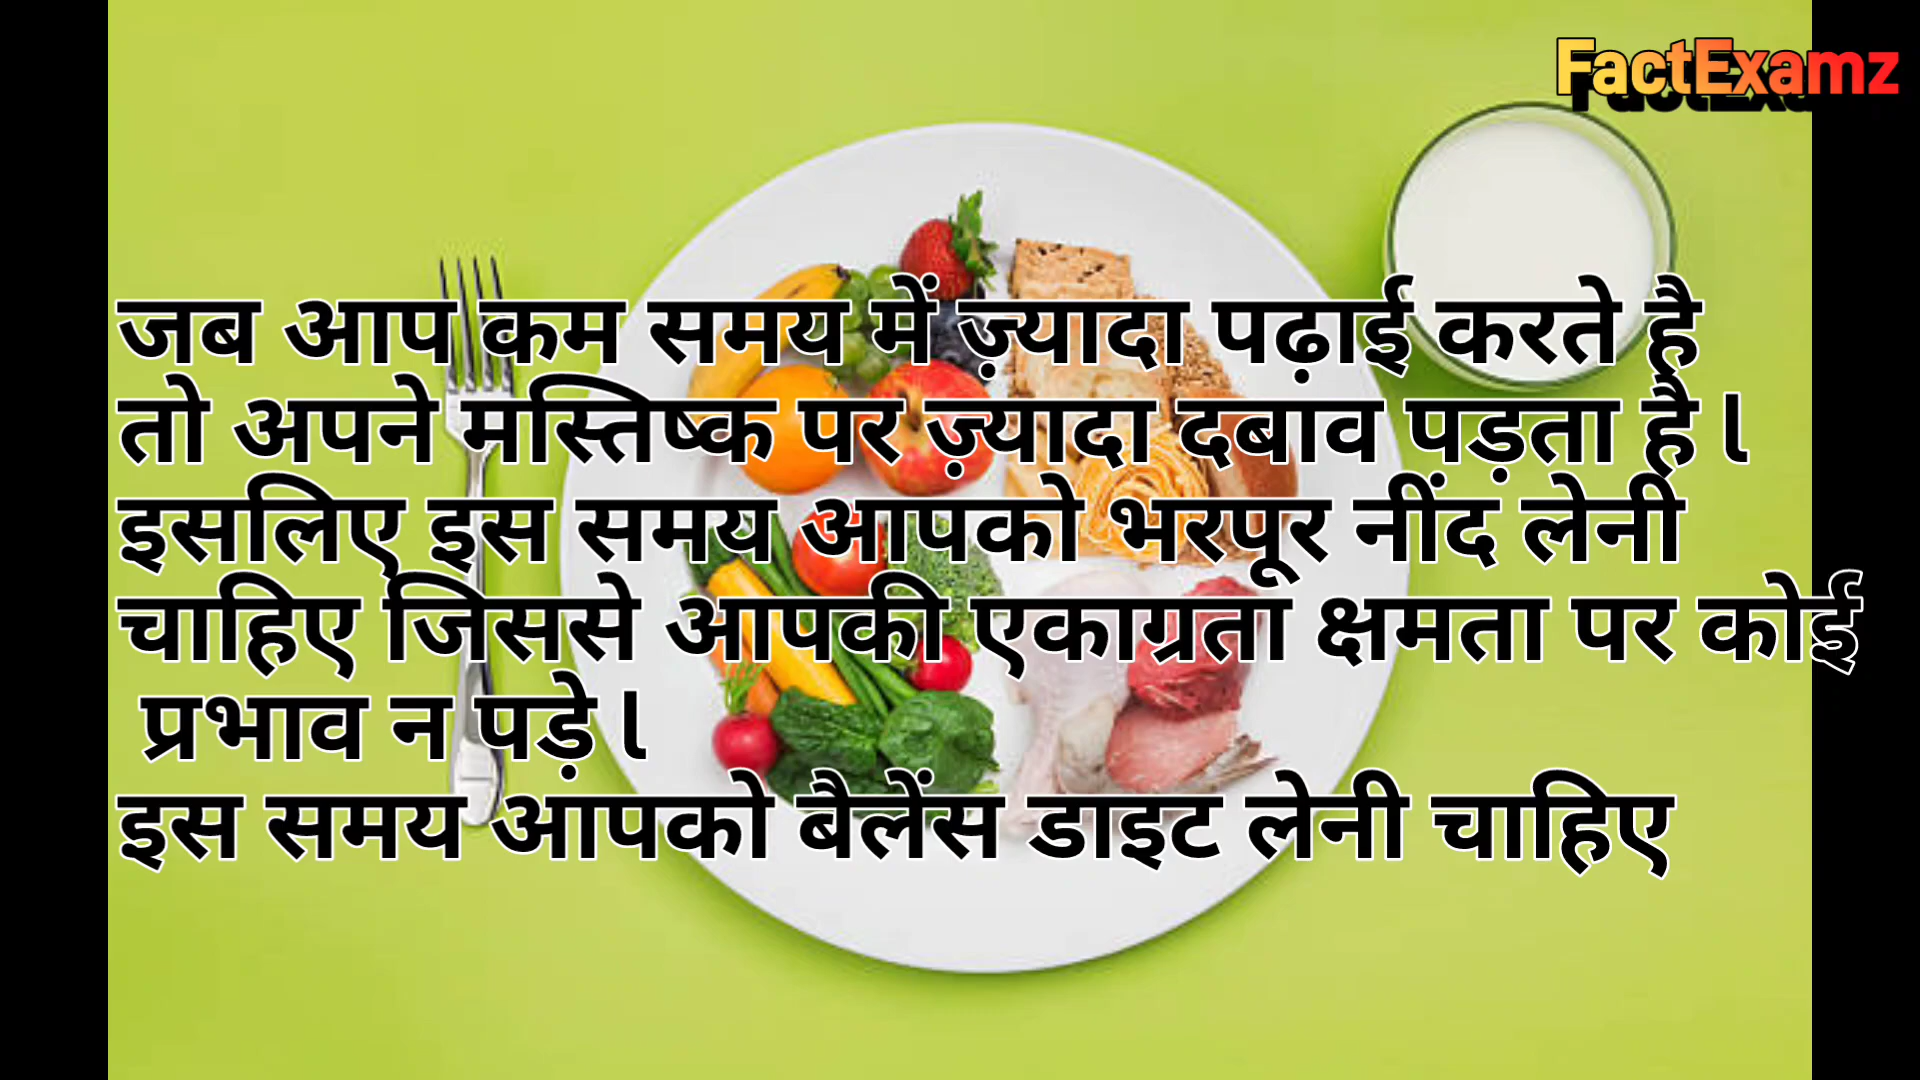 FactExamz
जब आप कम समय में ज़्यादा पढ़ाई करते है
तो अपने मस्तिष्क पर ज़्यादा दबाव पड़ता है l
इसलिए इस समय आपको भरपूर नींद लेनी
चाहिए जिससे आपकी एकाग्रता क्षमता पर कोई
प्रभाव न पड़े l
इस समय आपको बैलेंस डाइट लेनी चाहिए